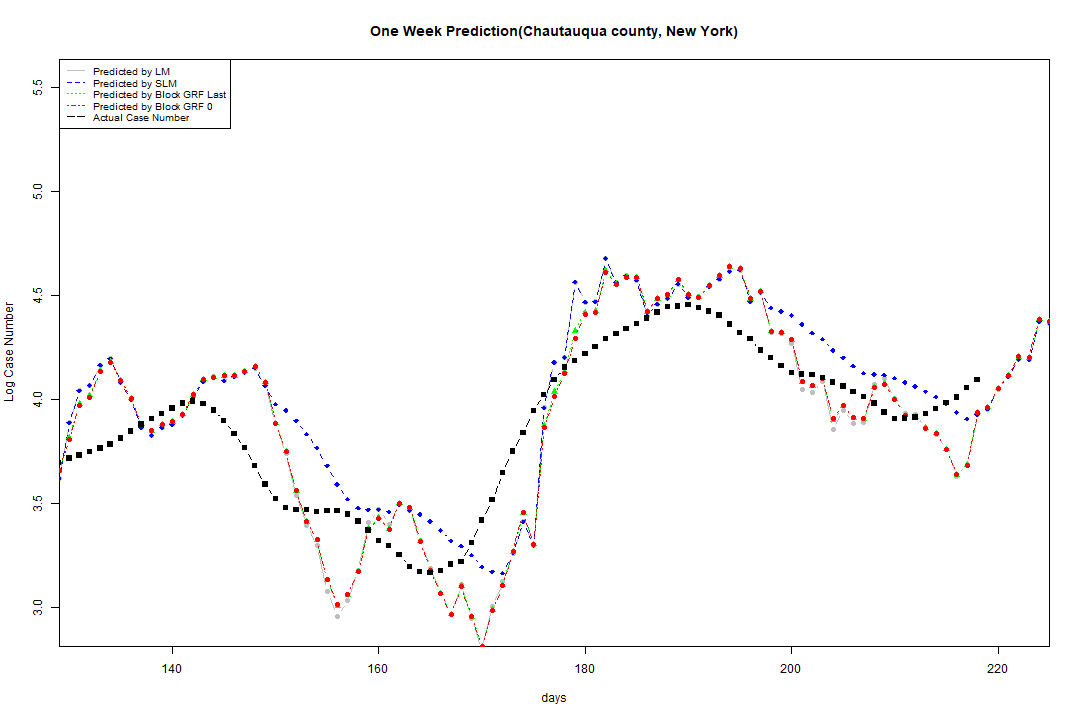 One Week Prediction(Chautauqua county, New York)
Predicted by LM
Predicted by SLM
Predicted by Block GRF Last
Predicted by Block GRF 0
Actual Case Number
5.5
5.0
4.5
4.0
3.5
3.0
Log Case Number
140 160 180 200 220
days